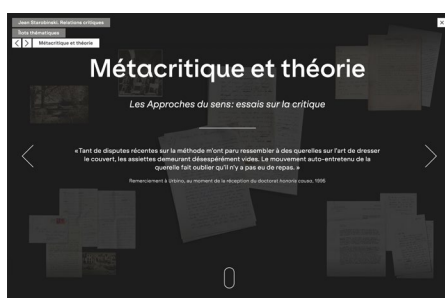 Jean Starobinski. Relations critiques
Îlots thématiques
Métacritique et théorie
Métacritique et théorie
Les Approches du sens: essais sur la critique
«Tant de disputes récentes sur la méthode m'ont paru ressembler à des querelles sur l'art de dresser
le couvert, les assiettes demeurant désespérément vides. Le mouvement auto-entretenu de la
querelle fait oublier qu'il n'y a pas eu de repas. »
Remerciement à Urbino, au moment de la réception du doctorat honoris causa, 1995